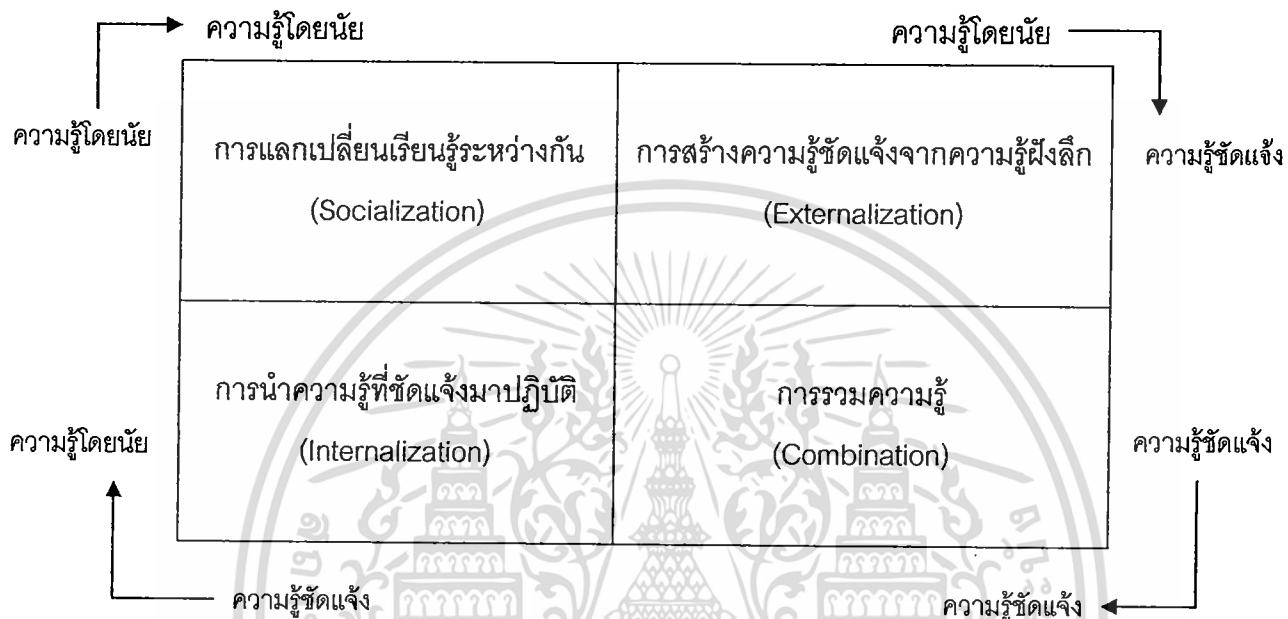 ความรู้โดยนัย ความรู้โดยนัย
ความรู้โดยนัย ความรู้ชัดแจ้ง
การแลกเปลี่ยนเรียนรู้ระหว่างกัน การสร้างความรู้ชัดแจ้งจากความรู้ฝังลึก
(Socialization) (Externalization)
การนำความรู้ที่ชัดแจ้งมาปฏิบัติ การรวมความรู้
ความรู้โดยนัย (Internalization) (Combination) ความรู้ชัดแจ้ง
ความรู้ชัดแจ้ง ความรู้ชัดแจ้ง